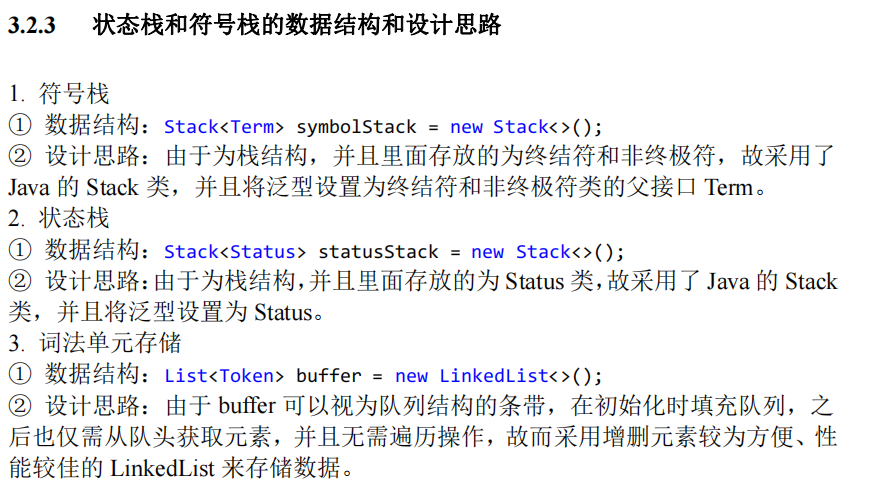 3.2.3 状态栈和符号栈的数据结构和设计思路
1. 符号栈
① 数据结构：Stack<Term> symbolStack = new Stack<>();
② 设计思路：由于为栈结构，并且里面存放的为终结符和非终极符，故采用了
Java 的 Stack 类，并且将泛型设置为终结符和非终极符类的父接口 Term。
2. 状态栈
① 数据结构：Stack<Status> statusStack = new Stack<>();
② 设计思路：由于为栈结构，并且里面存放的为 Status 类，故采用了 Java 的 Stack
类，并且将泛型设置为 Status。
3. 词法单元存储
① 数据结构：List<Token> buffer = new LinkedList<>();
② 设计思路：由于 buffer 可以视为队列结构的条带，在初始化时填充队列，之
后也仅需从队头获取元素，并且无需遍历操作，故而采用增删元素较为方便、性
能较佳的 LinkedList 来存储数据。